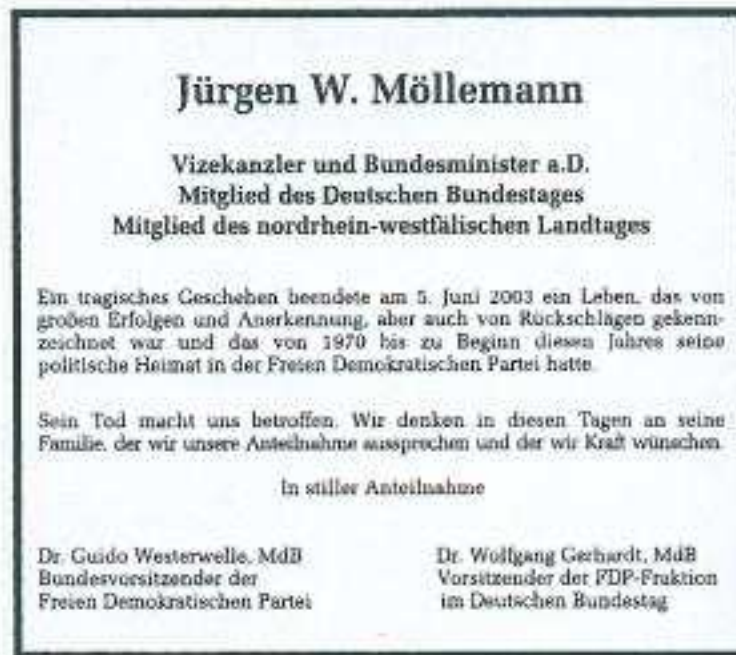 Jürgen W. Möllemann
Vizekanzler und Bundesminister a.D.
Mitglied des Deutschen Bundestages
Mitglied des nordrhein-westfälischen Landtages
Ein tragisches Geschehen beendete am 5. Juni 2003 ein Leben, das von
großen Erfolgen und Anerkennung, aber auch von Rückschlägen gekenn-
zeichnet war und das von 1970 bis zu Beginn diesen Jahres seine
politische Heimat in der Freien Demokratischen Partei hatte.
Sein Tod macht uns betroffen. Wir denken in diesen Tagen an seine
Familie, der wir unsere Anteilnahme aussprechen und der wir Kraft wünschen.
In stiller Anteilnahme
Dr. Guido Westerwelle, MdB
Bundesvorsitzender der
Freien Demokratischen Partei
Dr. Wolfgang Gerhardt, MdB
Vorsitzender der FDP-Fraktion
im Deutschen Bundestag